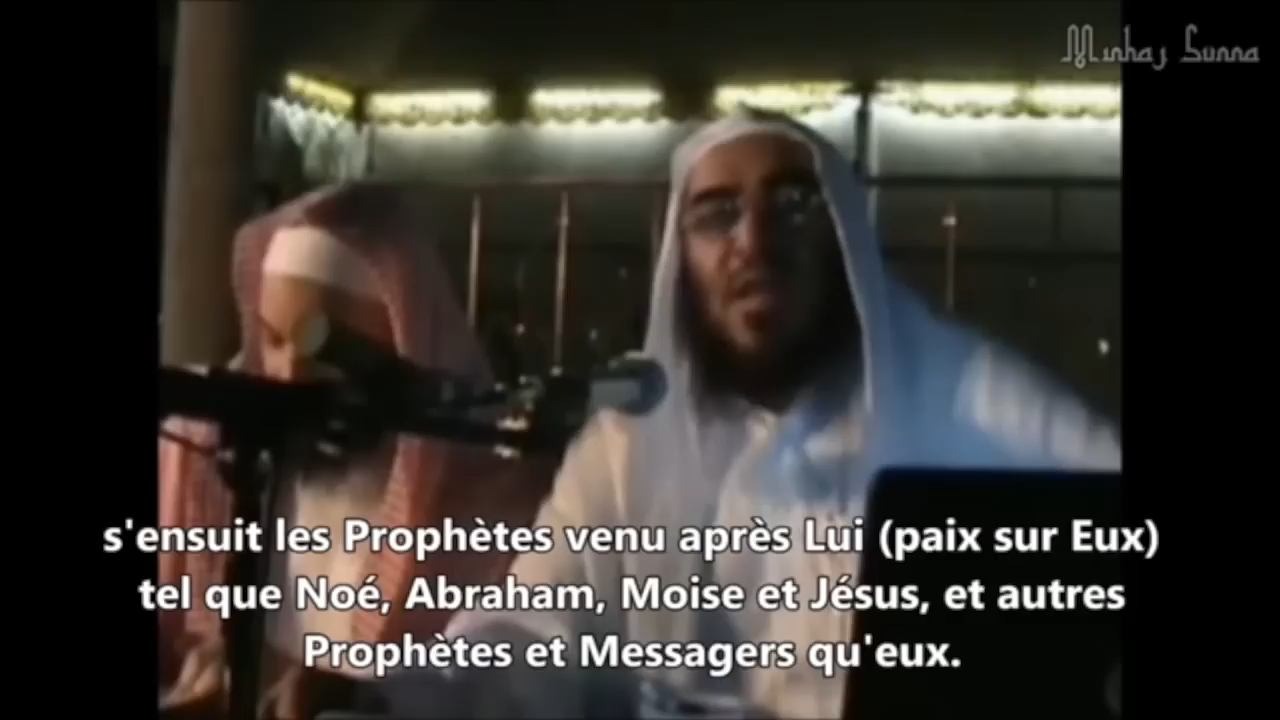 Minhaj Sunna
s'ensuit les Prophètes venu après Lui (paix sur Eux)
tel que Noé, Abraham, Moise et Jésus, et autres
Prophètes et Messagers qu'eux.